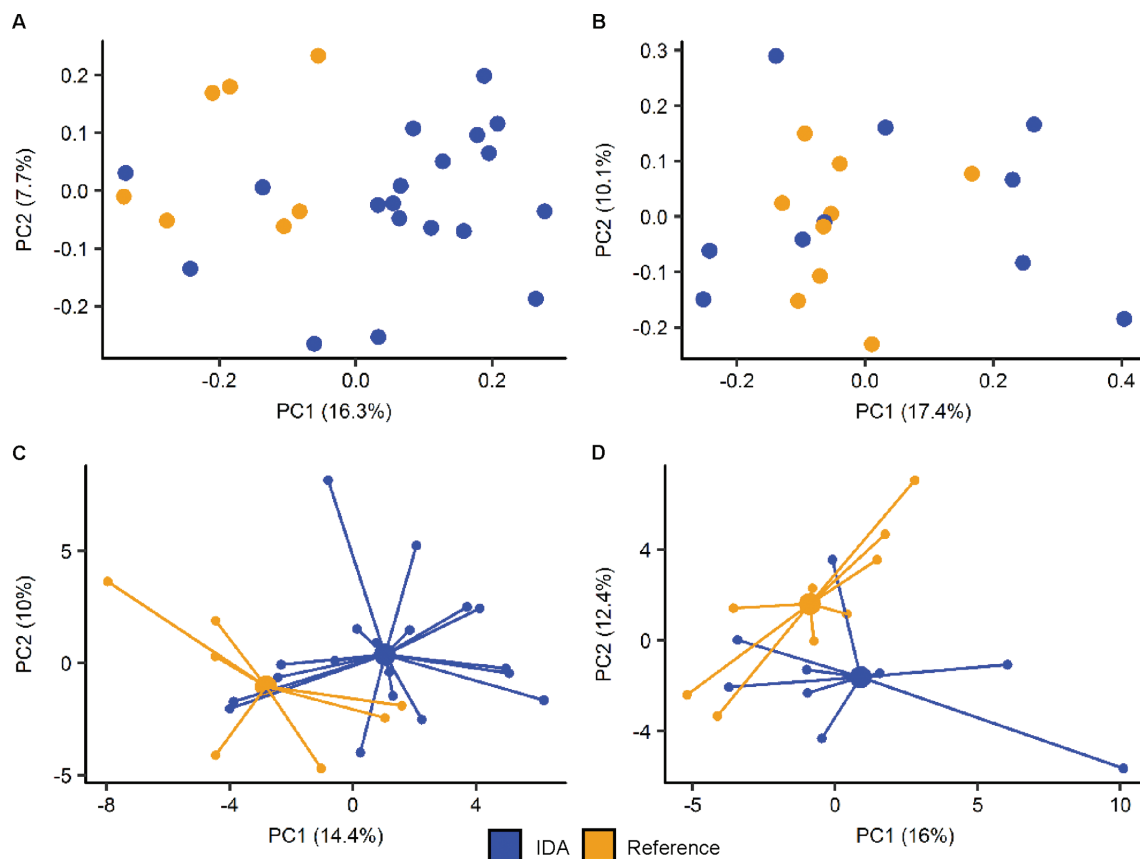 A
B
PC2 (7.7%)
0.2
0.1
0.0
-0.1
-0.2
-0.2
0.0
0.2
PC1 (16.3%)
PC2 (10.1%)
0.3
0.2
0.1
0.0
-0.1
-0.2
-0.2
0.0
0.2
0.4
PC1 (17.4%)
C
D
PC2 (10%)
5
0
-5
-8
-4
0
4
PC1 (14.4%)
PC2 (12.4%)
4
0
-4
-5
0
5
10
PC1 (16%)
IDA
Reference